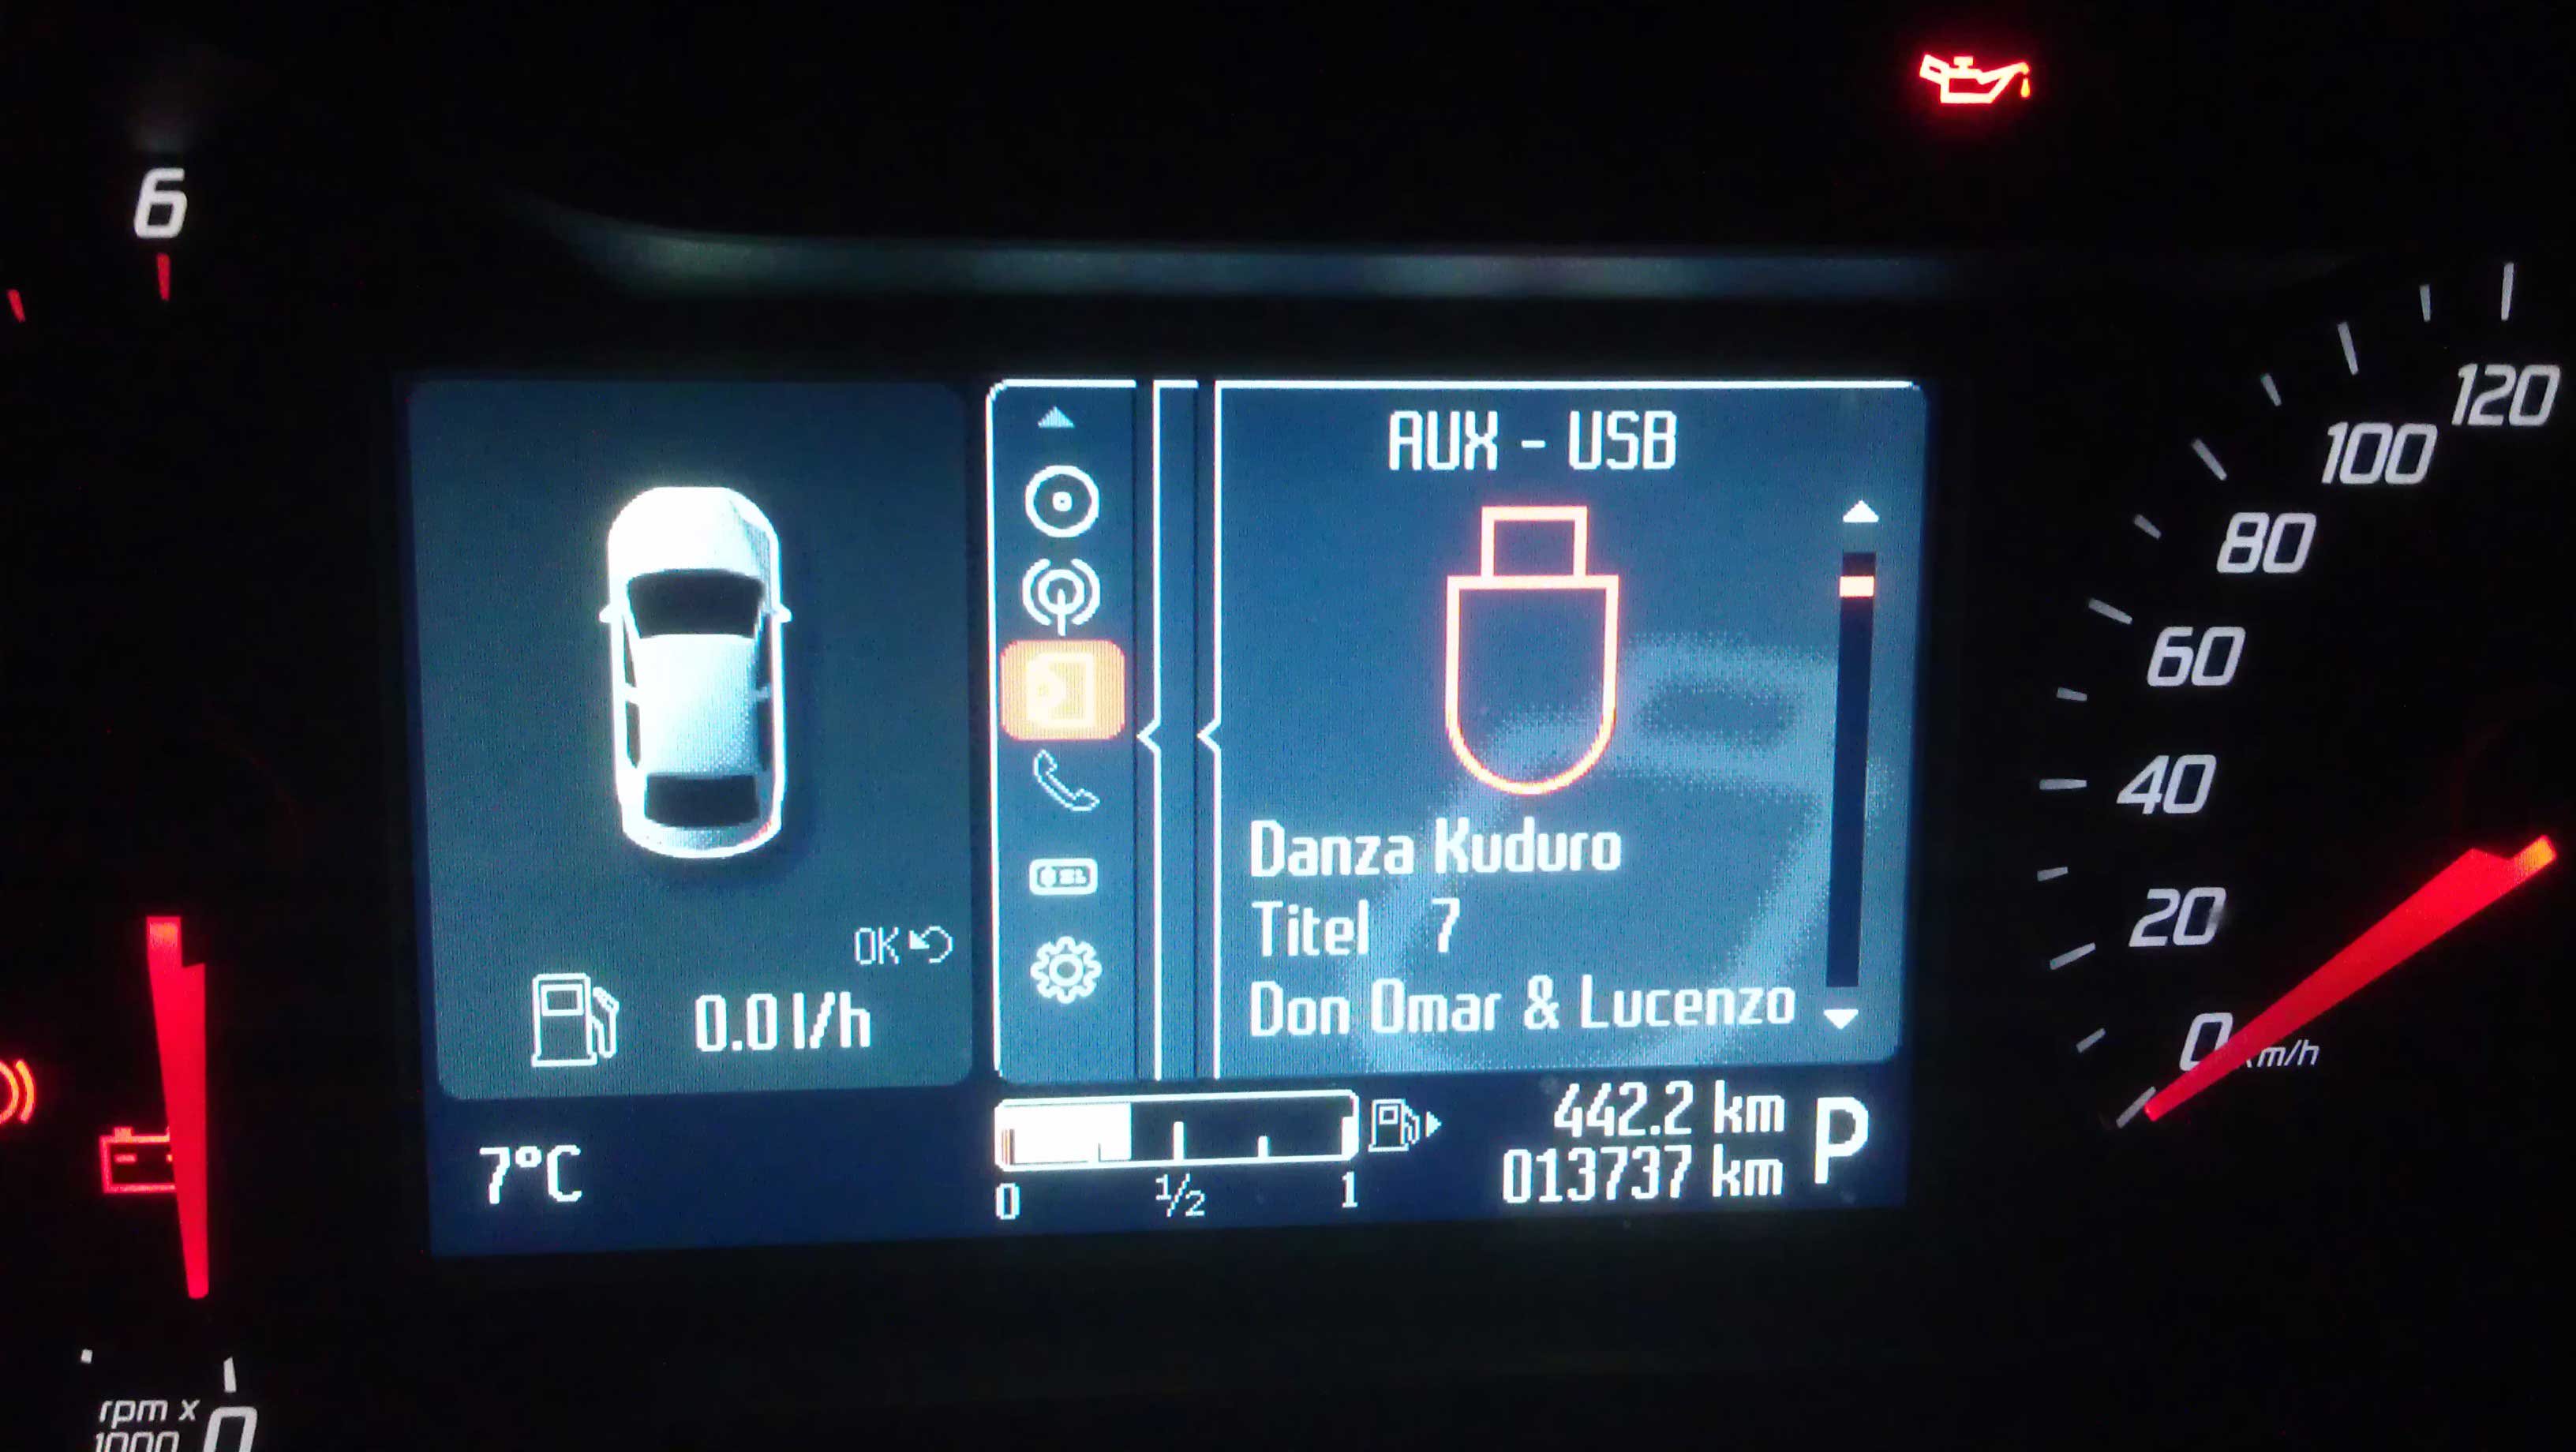 6
AUX - USB
120
100
80
60
40
20
0
km/h
Danza Kuduro
Titel 7
Don Omar & Lucenzo
OK
0.0 l/h
7°C
0 1/2 1
442.2 km
013737 km
P
rpm x
1000
0